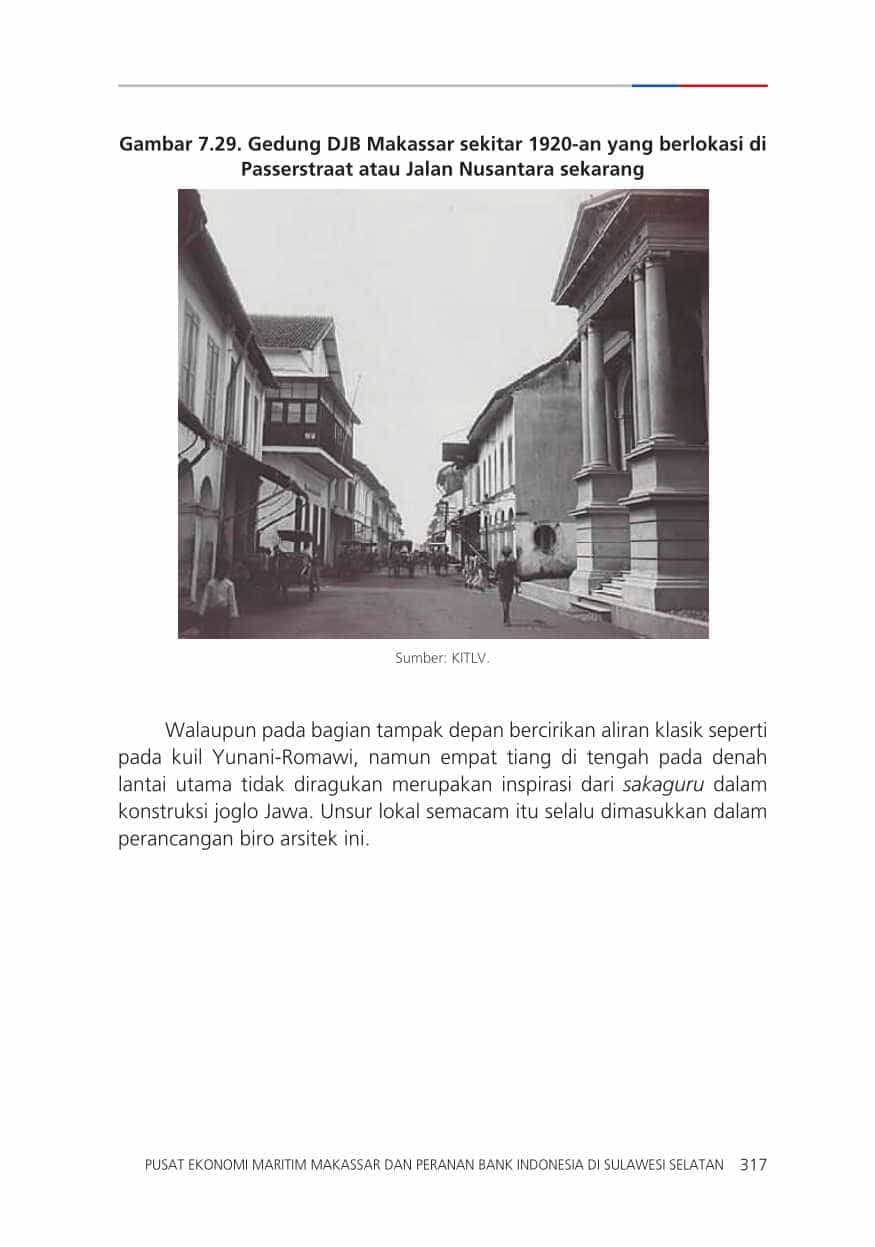 Gambar 7.29. Gedung DJB Makassar sekitar 1920-an yang berlokasi di
Passerstraat atau Jalan Nusantara sekarang
Sumber: KITLV.
Walaupun pada bagian tampak depan bercirikan aliran klasik seperti
pada kuil Yunani-Romawi, namun empat tiang di tengah pada denah
lantai utama tidak diragukan merupakan inspirasi dari sakaguru dalam
konstruksi joglo Jawa. Unsur lokal semacam itu selalu dimasukkan dalam
perancangan biro arsitek ini.
PUSAT EKONOMI MARITIM MAKASSAR DAN PERANAN BANK INDONESIA DI SULAWESI SELATAN 317